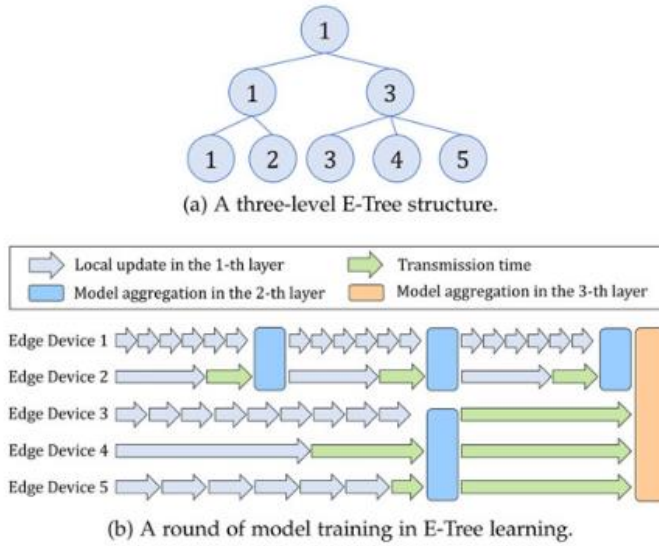 1
1 3
1 2 3 4 5
(a) A three-level E-Tree structure.
Local update in the 1-th layer Transmission time
Model aggregation in the 2-th layer Model aggregation in the 3-th layer
Edge Device 1
Edge Device 2
Edge Device 3
Edge Device 4
Edge Device 5
(b) A round of model training in E-Tree learning.